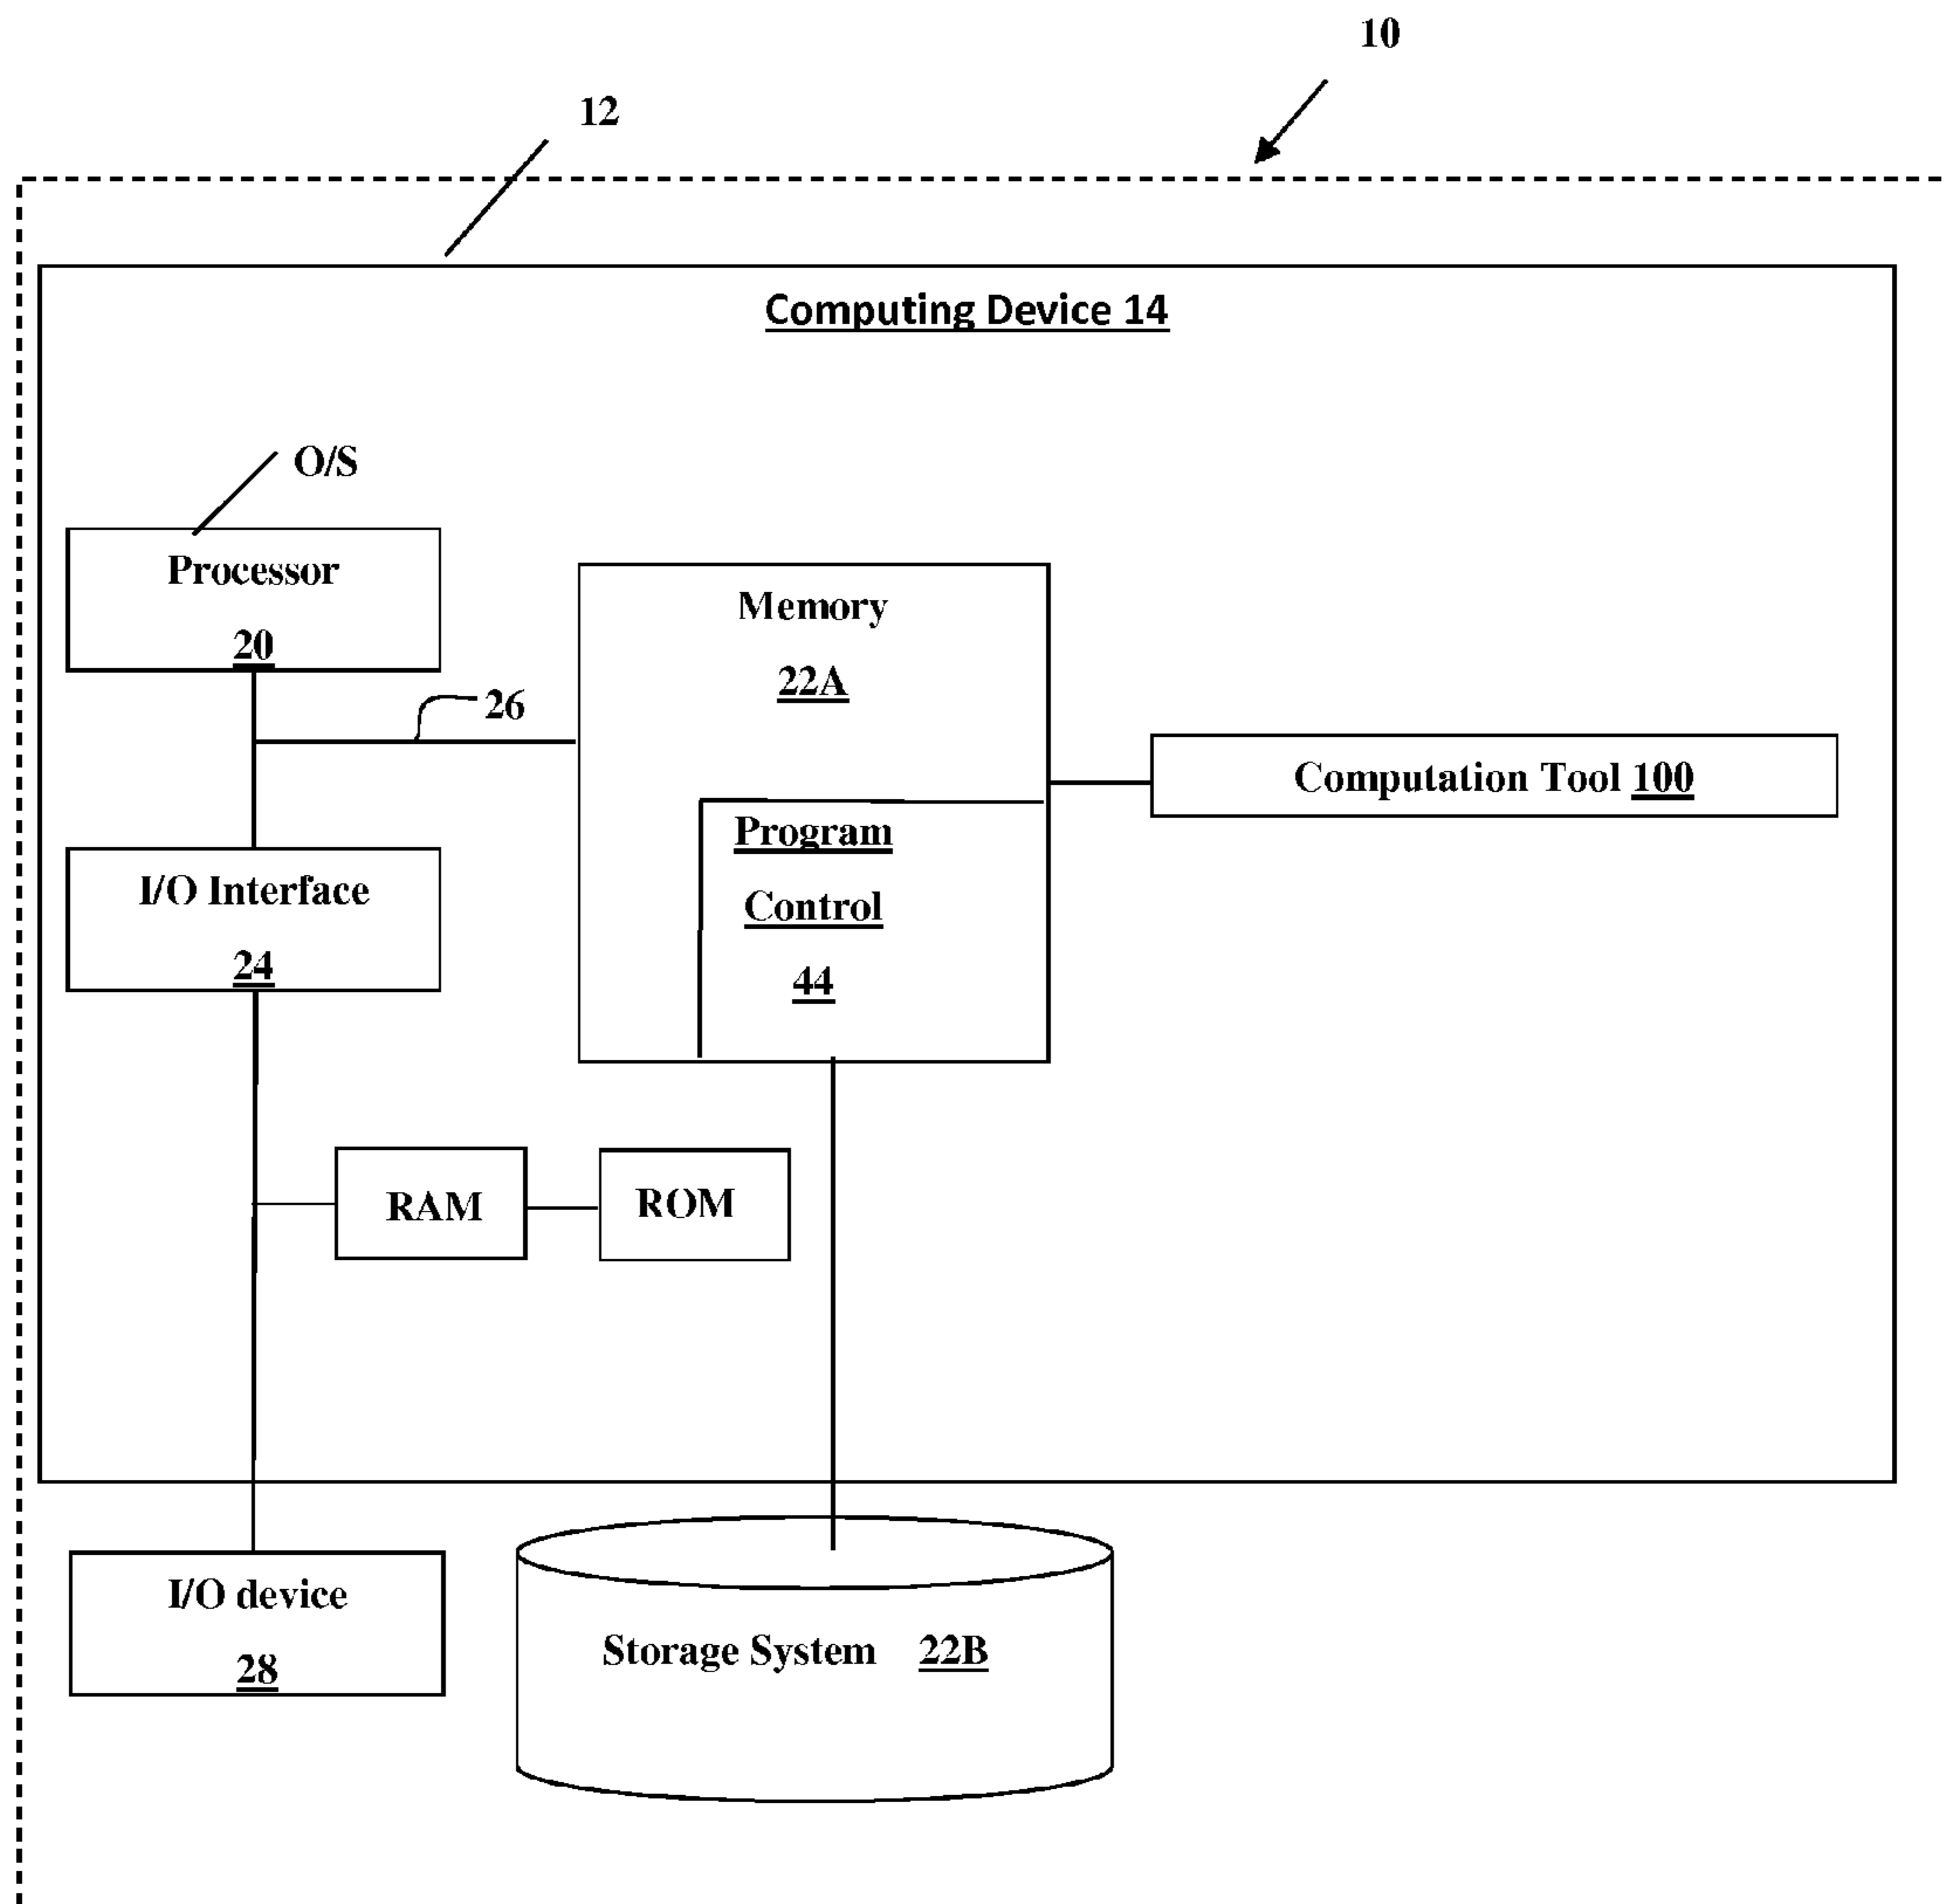 10
12
Computing Device 14
O/S
Processor
20
26
Memory
22A
Computation Tool 100
Program
Control
44
I/O Interface
24
RAM
ROM
I/O device
28
Storage System 22B